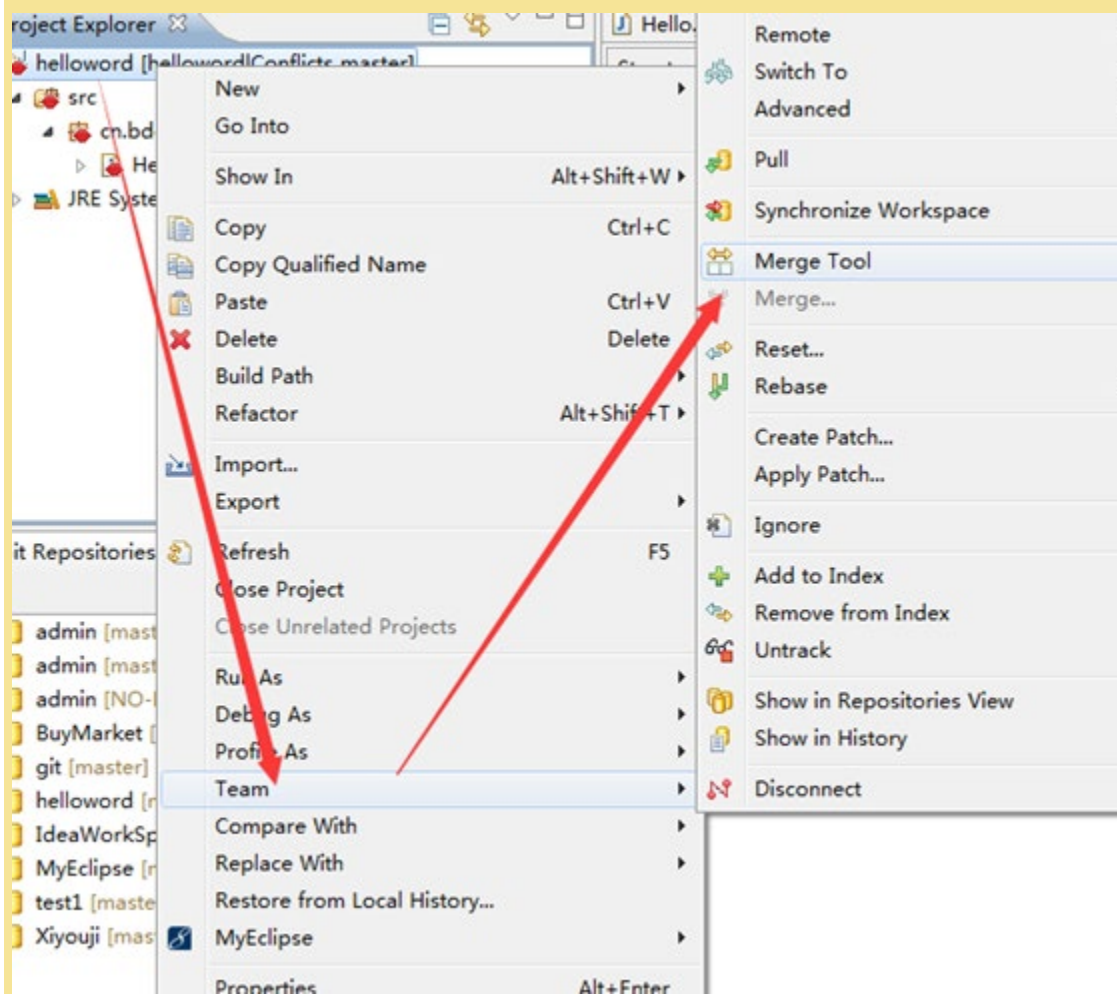 roject Explorer
Hello.
helloword [hellowordlConflicts master]
src
cn.bd
He
JRE Syste
New
Go Into
Show In Alt+Shift+W
Copy Ctrl+C
Copy Qualified Name
Paste Ctrl+V
Delete Delete
Build Path
Refactor Alt+Shift+T
Import...
Export
Refresh F5
Close Project
Close Unrelated Projects
Run As
Debug As
Profile As
Team
Compare With
Replace With
Restore from Local History...
MyEclipse
Properties Alt+Enter
Remote
Switch To
Advanced
Pull
Synchronize Workspace
Merge Tool
Merge...
Reset...
Rebase
Create Patch...
Apply Patch...
Ignore
Add to Index
Remove from Index
Untrack
Show in Repositories View
Show in History
Disconnect
it Repositories
admin [mast
admin [mast
admin [NO-
BuyMarket [
git [master]
helloword [r
IdeaWorkSp
MyEclipse [r
test1 [maste
Xiyouji [mas